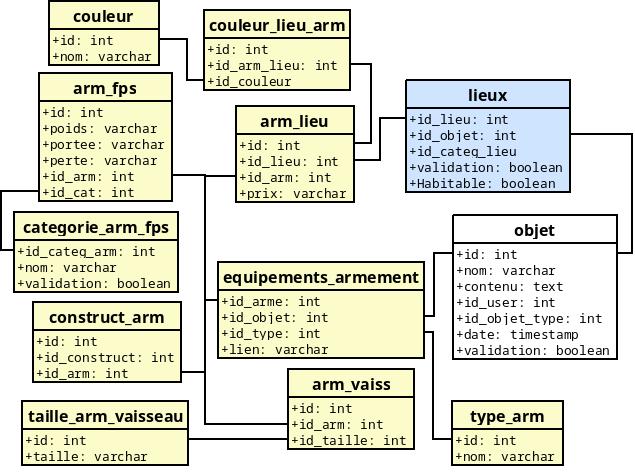 couleur
+id: int
+nom: varchar
couleur_lieu_arm
+id: int
+id_arm_lieu: int
+id_couleur
arm_fps
+id: int
+poids: varchar
+portee: varchar
+perte: varchar
+id_arm: int
+id_cat: int
arm_lieu
+id: int
+id_lieu: int
+id_arm: int
+prix: varchar
lieux
+id_lieu: int
+id_objet: int
+id_categ_lieu
+validation: boolean
+Habitable: boolean
categorie_arm_fps
+id_categ_arm: int
+nom: varchar
+validation: boolean
objet
+id: int
+nom: varchar
+contenu: text
+id_user: int
+id_objet_type: int
+date: timestamp
+validation: boolean
equipements_armement
+id_arme: int
+id_objet: int
+id_type: int
+lien: varchar
construct_arm
+id: int
+id_construct: int
+id_arm: int
arm_vaiss
+id: int
+id_arm: int
+id_taille: int
taille_arm_vaisseau
+id: int
+taille: varchar
type_arm
+id: int
+nom: varchar